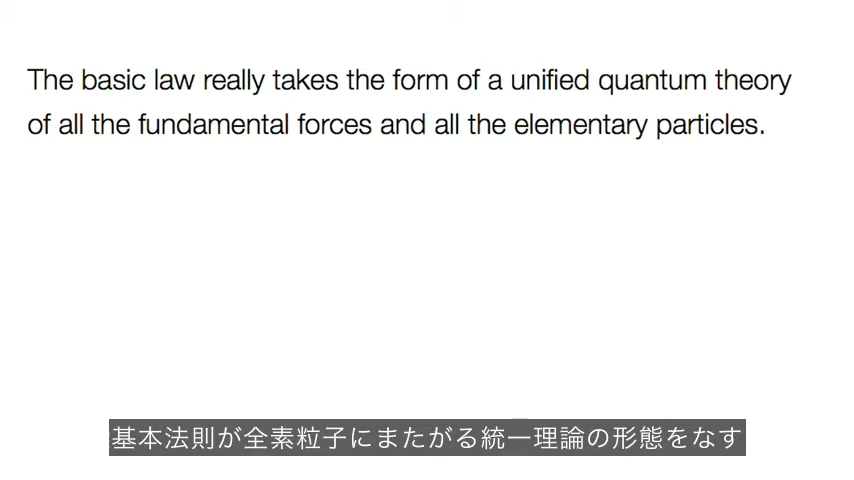 The basic law really takes the form of a unified quantum theory
of all the fundamental forces and all the elementary particles.
基本法則が全素粒子にまたがる統一理論の形態をなす